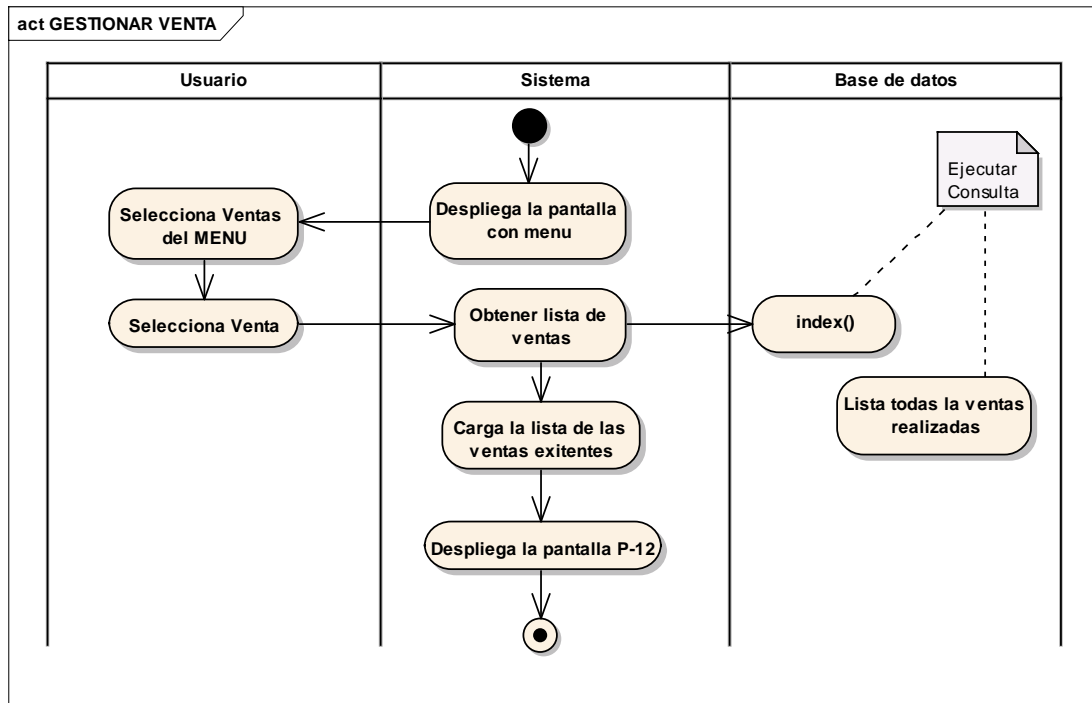 act GESTIONAR VENTA
Usuario
Sistema
Base de datos
Ejecutar
Consulta
Despliega la pantalla
con menu
Selecciona Ventas
del MENU
Selecciona Venta
Obtener lista de
ventas
index()
Carga la lista de las
ventas exitentes
Lista todas la ventas
realizadas
Despliega la pantalla P-12